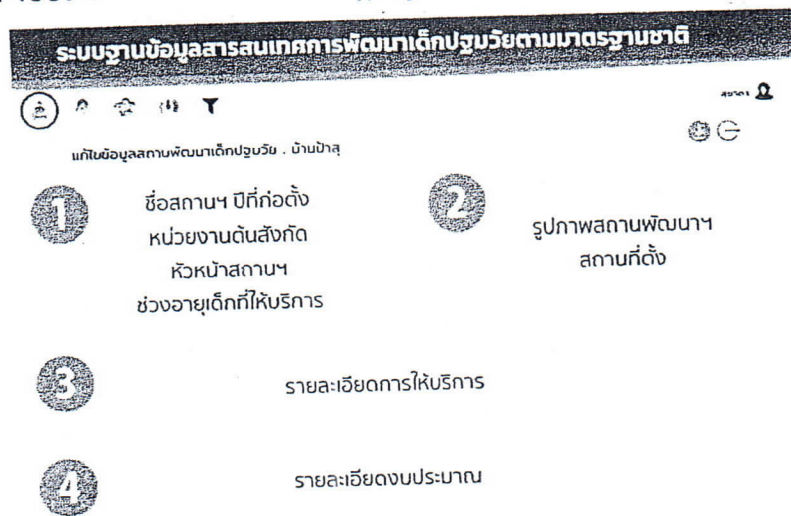 ระบบฐานข้อมูลสารสนเทศการพัฒนาเด็กปฐมวัยตามมาตรฐานชาติ
แก้ไขข้อมูลสถานพัฒนาเด็กปฐมวัย . บ้านป้าสุ
1
ชื่อสถานฯ ปีที่ก่อตั้ง
หน่วยงานต้นสังกัด
หัวหน้าสถานฯ
ช่วงอายุเด็กที่ให้บริการ
2
รูปภาพสถานพัฒนาฯ
สถานที่ตั้ง
3
รายละเอียดการให้บริการ
4
รายละเอียดงบประมาณ